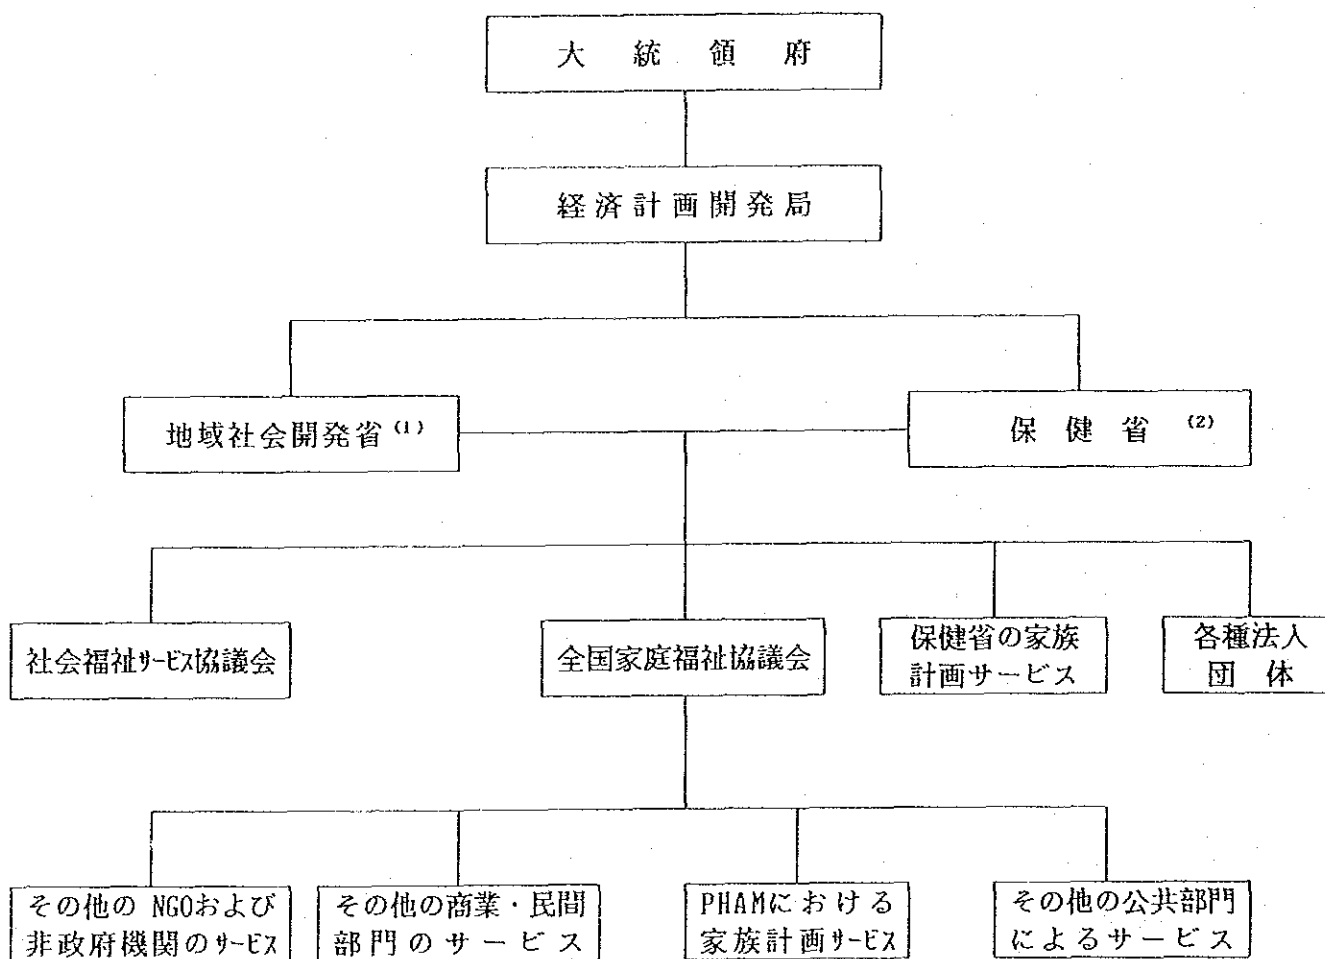 大統領府
経済計画開発局
地域社会開発省(1)
保健省(2)
社会福祉サービス協議会
全国家庭福祉協議会
保健省の家族
計画サービス
各種法人
団体
その他の NGOおよび
非政府機関のサービス
その他の商業・民間
部門のサービス
PHAMにおける
家族計画サービス
その他の公共部門
によるサービス